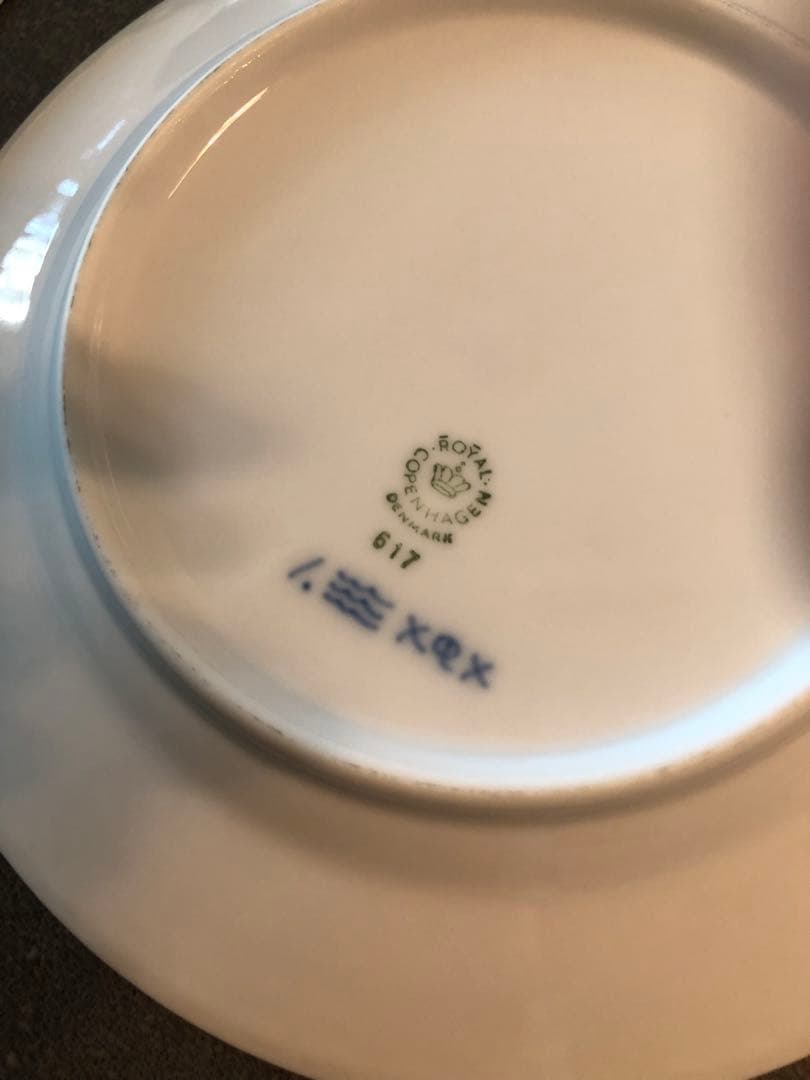 ROYAL
COPENHAGEN
DENMARK
617